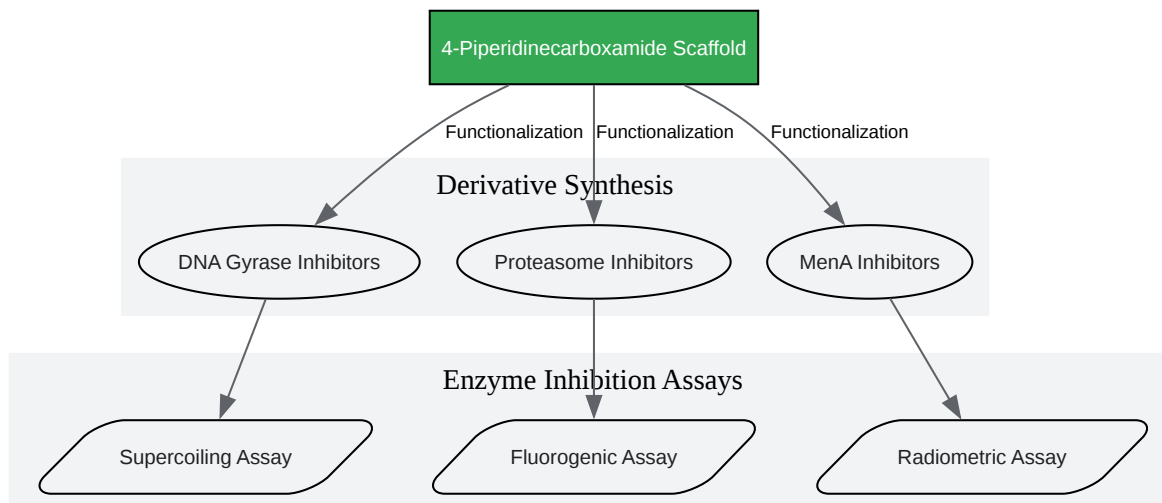 4-Piperidinecarboxamide Scaffold
Functionalization
Functionalization
Functionalization
Derivative Synthesis
DNA Gyrase Inhibitors
Proteasome Inhibitors
MenA Inhibitors
Enzyme Inhibition Assays
Supercoiling Assay
Fluorogenic Assay
Radiometric Assay